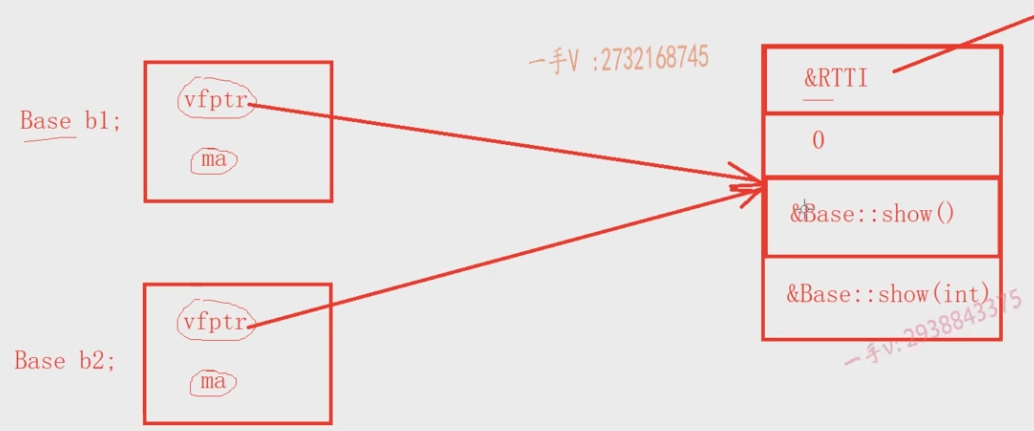 一手V :2732168745
&RTTI
vfptr
Base b1;
0
ma
&Base::show()
&Base::show(int)
vfptr
一手v:2938843375
Base b2;
ma